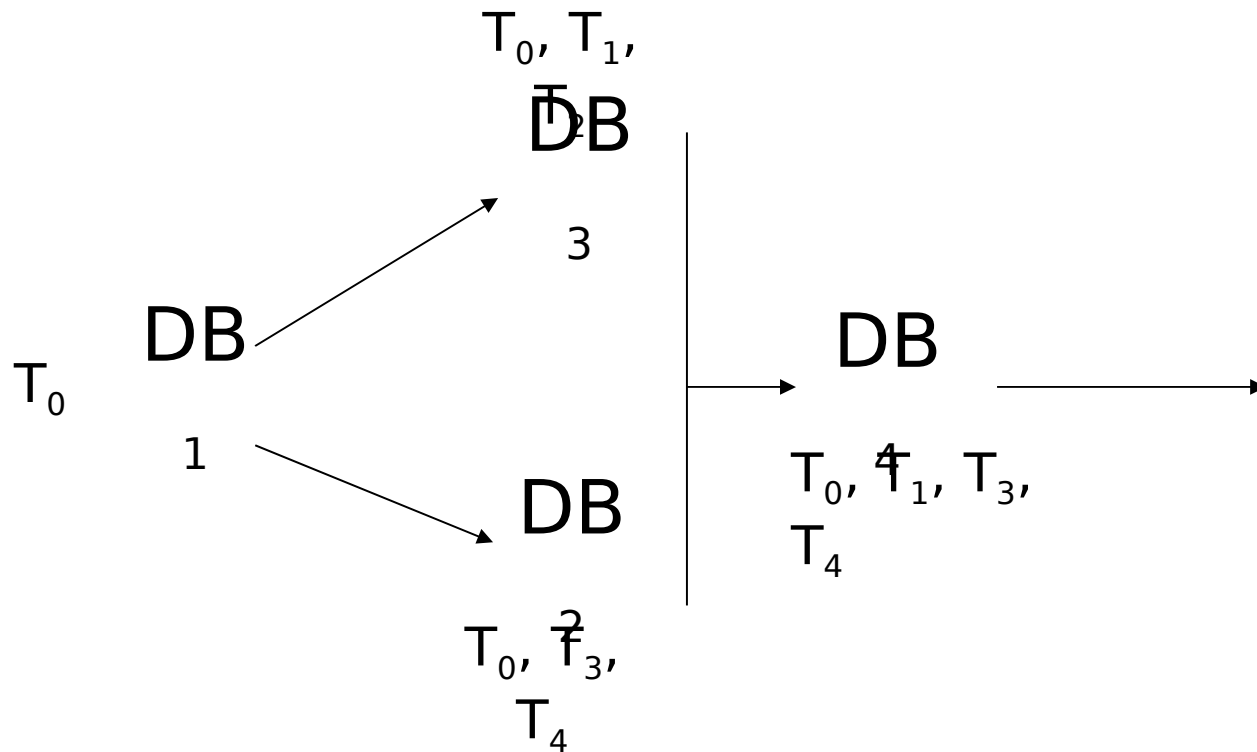 T₀, T₁,
T₂
DB
3
DB
1
T₀
DB
2
T₀, T₃,
T₄
DB
4
T₀, T₁, T₃,
T₄